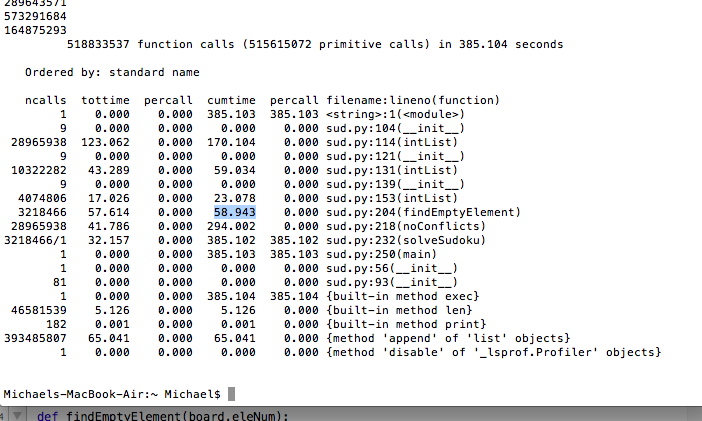 289643571
573291684
164875293
518833537 function calls (515615072 primitive calls) in 385.104 seconds
Ordered by: standard name
ncalls tottime percall cumtime percall filename:lineno(function)
1 0.000 0.000 385.103 385.103 <string>:1(<module>)
9 0.000 0.000 0.000 0.000 sud.py:104(__init__)
28965938 123.062 0.000 170.104 0.000 sud.py:114(intList)
9 0.000 0.000 0.000 0.000 sud.py:121(__init__)
10322282 43.289 0.000 59.034 0.000 sud.py:131(intList)
9 0.000 0.000 0.000 0.000 sud.py:139(__init__)
4074806 17.026 0.000 23.078 0.000 sud.py:153(intList)
3218466 57.614 0.000 58.943 0.000 sud.py:204(findEmptyElement)
28965938 41.786 0.000 294.002 0.000 sud.py:218(noConflicts)
3218466/1 32.157 0.000 385.102 385.102 sud.py:232(solveSudoku)
1 0.000 0.000 385.103 385.103 sud.py:250(main)
1 0.000 0.000 0.000 0.000 sud.py:56(__init__)
81 0.000 0.000 0.000 0.000 sud.py:93(__init__)
1 0.000 0.000 385.104 385.104 {built-in method exec}
46581539 5.126 0.000 5.126 0.000 {built-in method len}
182 0.001 0.000 0.001 0.000 {built-in method print}
393485807 65.041 0.000 65.041 0.000 {method 'append' of 'list' objects}
1 0.000 0.000 0.000 0.000 {method 'disable' of '_lsprof.Profiler' objects}
Michaels-MacBook-Air:~ Michael$
4 def findEmptyElement(board,eleNum):